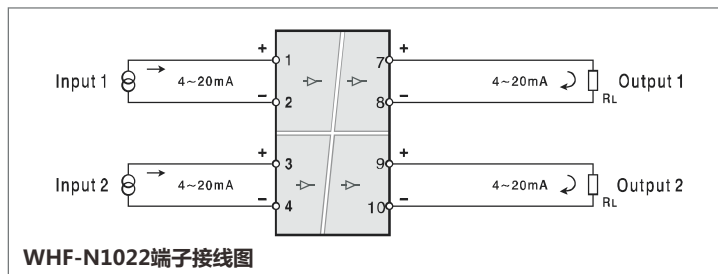 + 1 7 +
Input 1 4~20mA 4~20mA Output 1
− 2 8 − RL
+ 3 9 +
Input 2 4~20mA 4~20mA Output 2
− 4 10 − RL
WHF-N1022端子接线图